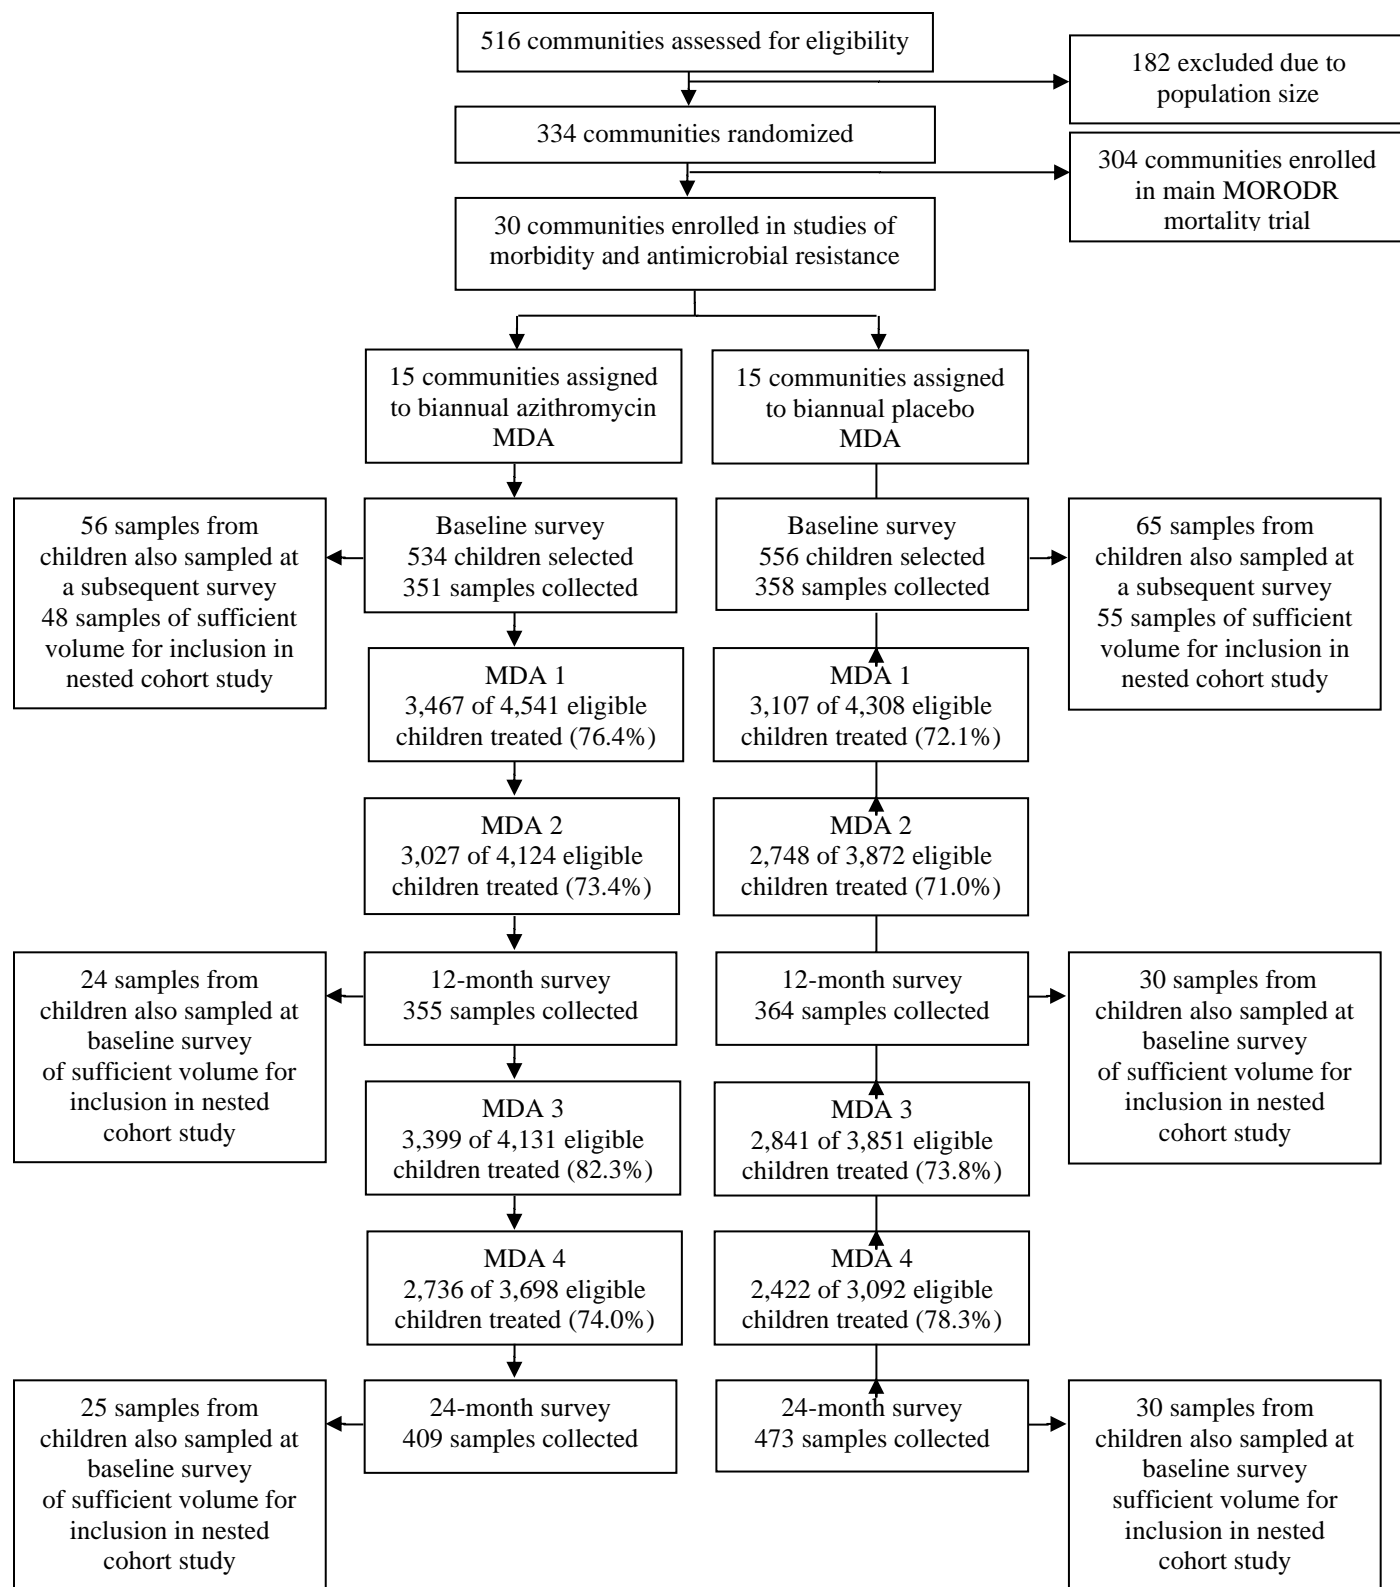 516 communities assessed for eligibility
182 excluded due to
population size
334 communities randomized
304 communities enrolled
in main MORODR
mortality trial
30 communities enrolled in studies of
morbidity and antimicrobial resistance
15 communities assigned
to biannual azithromycin
MDA
15 communities assigned
to biannual placebo
MDA
56 samples from
children also sampled at
a subsequent survey
48 samples of sufficient
volume for inclusion in
nested cohort study
Baseline survey
534 children selected
351 samples collected
Baseline survey
556 children selected
358 samples collected
65 samples from
children also sampled at
a subsequent survey
55 samples of sufficient
volume for inclusion in
nested cohort study
MDA 1
3,467 of 4,541 eligible
children treated (76.4%)
MDA 1
3,107 of 4,308 eligible
children treated (72.1%)
MDA 2
3,027 of 4,124 eligible
children treated (73.4%)
MDA 2
2,748 of 3,872 eligible
children treated (71.0%)
24 samples from
children also sampled at
baseline survey
of sufficient volume for
inclusion in nested
cohort study
12-month survey
355 samples collected
12-month survey
364 samples collected
30 samples from
children also sampled at
baseline survey
of sufficient volume for
inclusion in nested
cohort study
MDA 3
3,399 of 4,131 eligible
children treated (82.3%)
MDA 3
2,841 of 3,851 eligible
children treated (73.8%)
MDA 4
2,736 of 3,698 eligible
children treated (74.0%)
MDA 4
2,422 of 3,092 eligible
children treated (78.3%)
25 samples from
children also sampled at
baseline survey
of sufficient volume for
inclusion in nested
cohort study
24-month survey
409 samples collected
24-month survey
473 samples collected
30 samples from
children also sampled at
baseline survey
sufficient volume for
inclusion in nested
cohort study